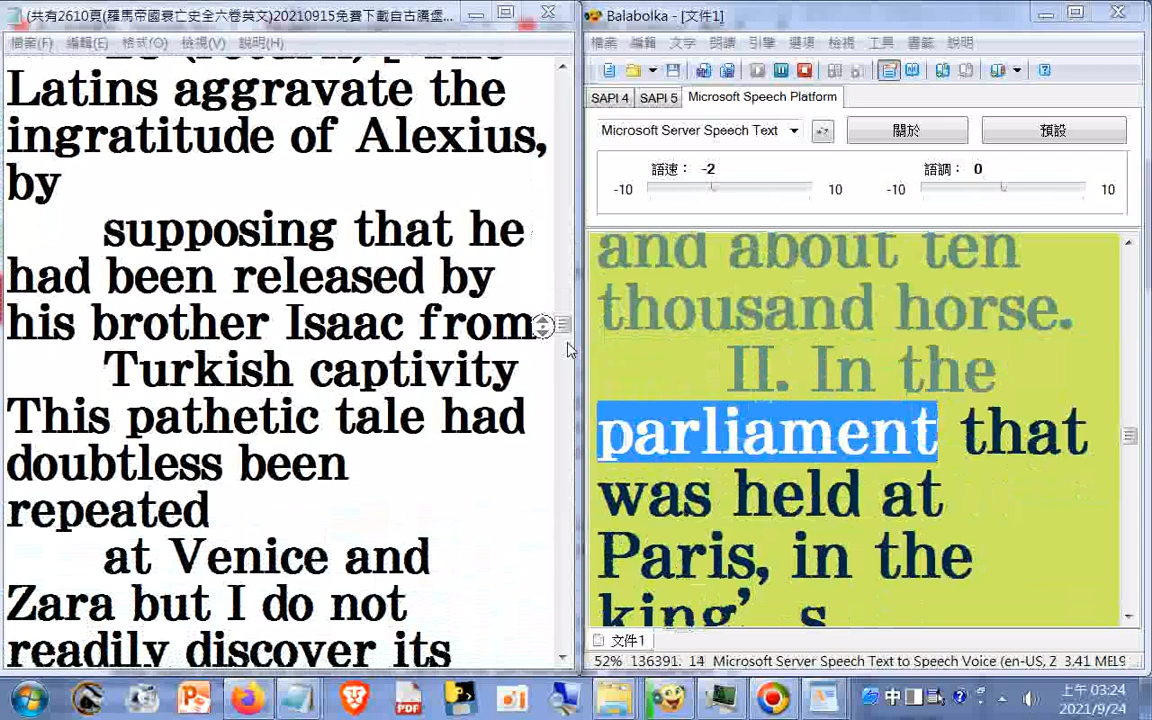 (共有2610頁(羅馬帝國衰亡史全六卷英文)20210915免費下載自古騰堡...
檔案(F) 編輯(E) 格式(O) 檢視(V) 說明(H)
Latins aggravate the
ingratitude of Alexius,
by
supposing that he
had been released by
his brother Isaac from
Turkish captivity
This pathetic tale had
doubtless been
repeated
at Venice and
Zara but I do not
readily discover its
Balabolka - [文件1]
檔案 編輯 文字 朗讀 引擎 選項 檢視 工具 書籤 說明
SAPI 4 SAPI 5 Microsoft Speech Platform
Microsoft Server Speech Text 關於 預設
語速: -2 語調: 0
-10 10 -10 10
and about ten
thousand horse.
II. In the
parliament that
was held at
Paris, in the
king's
文件1
52% 136391. 14 Microsoft Server Speech Text to Speech Voice (en-US, Z 3,41 ME
上午 03:24
2021/9/24